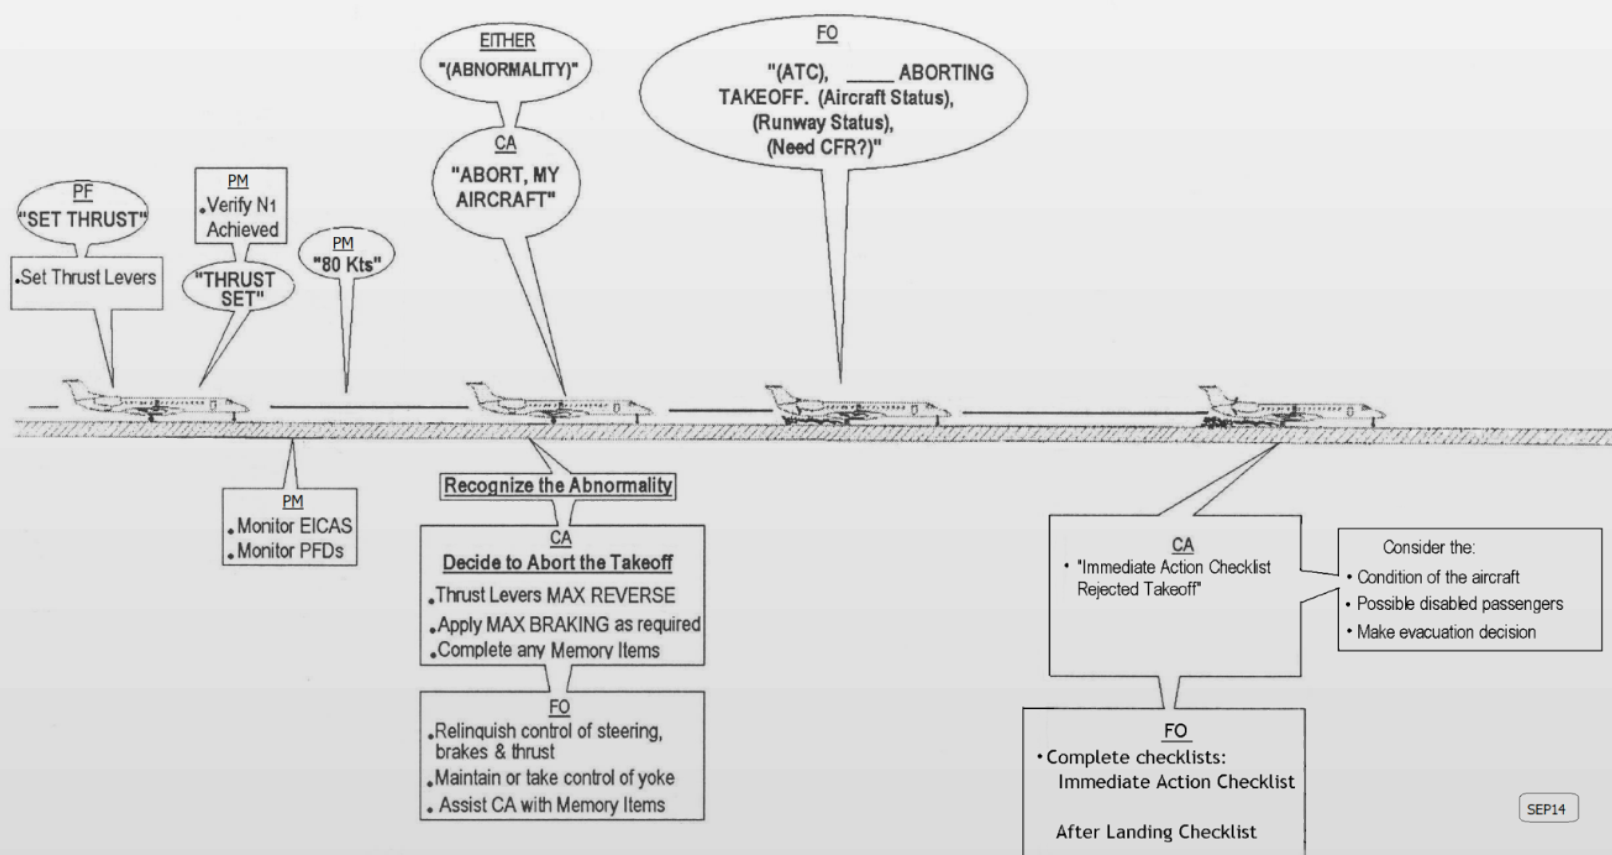 PF
"SET THRUST"
•Set Thrust Levers
PM
•Verify N1
Achieved
"THRUST
SET"
PM
"80 Kts"
EITHER
"(ABNORMALITY)"
CA
"ABORT, MY
AIRCRAFT"
FO
"(ATC), _____ ABORTING
TAKEOFF. (Aircraft Status),
(Runway Status),
(Need CFR?)"
PM
•Monitor EICAS
•Monitor PFDs
Recognize the Abnormality
CA
Decide to Abort the Takeoff
•Thrust Levers MAX REVERSE
•Apply MAX BRAKING as required
•Complete any Memory Items
FO
•Relinquish control of steering,
brakes & thrust
•Maintain or take control of yoke
• Assist CA with Memory Items
CA
• "Immediate Action Checklist
Rejected Takeoff"
Consider the:
• Condition of the aircraft
• Possible disabled passengers
• Make evacuation decision
FO
• Complete checklists:
Immediate Action Checklist
After Landing Checklist
SEP14